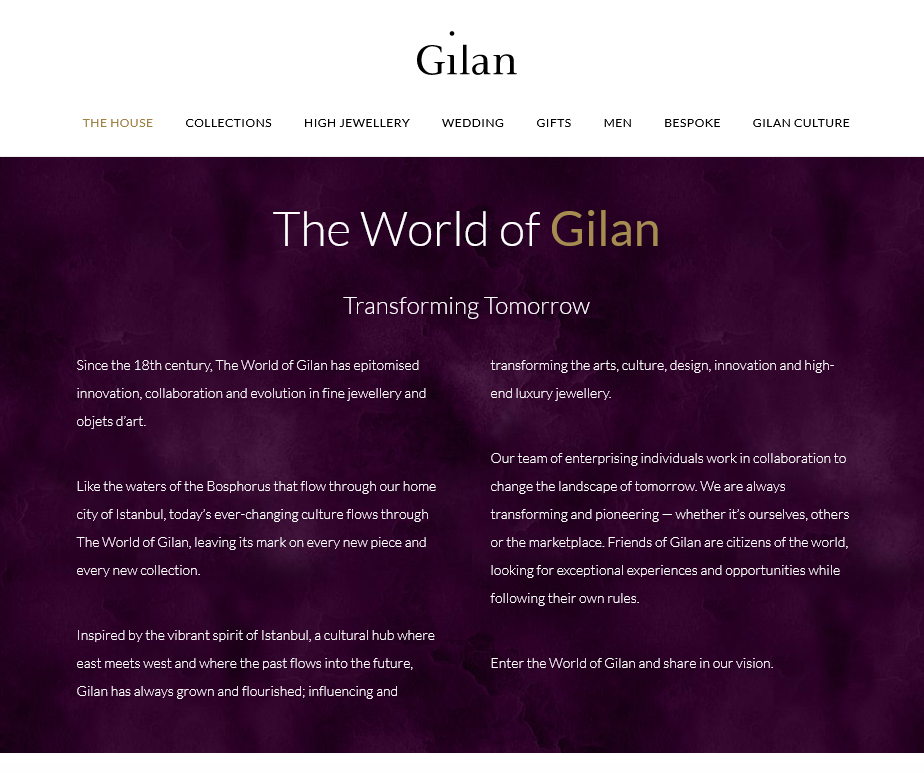 Gilan
THE HOUSE COLLECTIONS HIGH JEWELLERY WEDDING GIFTS MEN BESPOKE GILAN CULTURE
The World of Gilan
Transforming Tomorrow
Since the 18th century, The World of Gilan has epitomised
innovation, collaboration and evolution in fine jewellery and
objets d’art.
Like the waters of the Bosphorus that flow through our home
city of Istanbul, today’s ever-changing culture flows through
The World of Gilan, leaving its mark on every new piece and
every new collection.
Inspired by the vibrant spirit of Istanbul, a cultural hub where
east meets west and where the past flows into the future,
Gilan has always grown and flourished; influencing and
transforming the arts, culture, design, innovation and high-
end luxury jewellery.
Our team of enterprising individuals work in collaboration to
change the landscape of tomorrow. We are always
transforming and pioneering — whether it’s ourselves, others
or the marketplace. Friends of Gilan are citizens of the world,
looking for exceptional experiences and opportunities while
following their own rules.
Enter the World of Gilan and share in our vision.